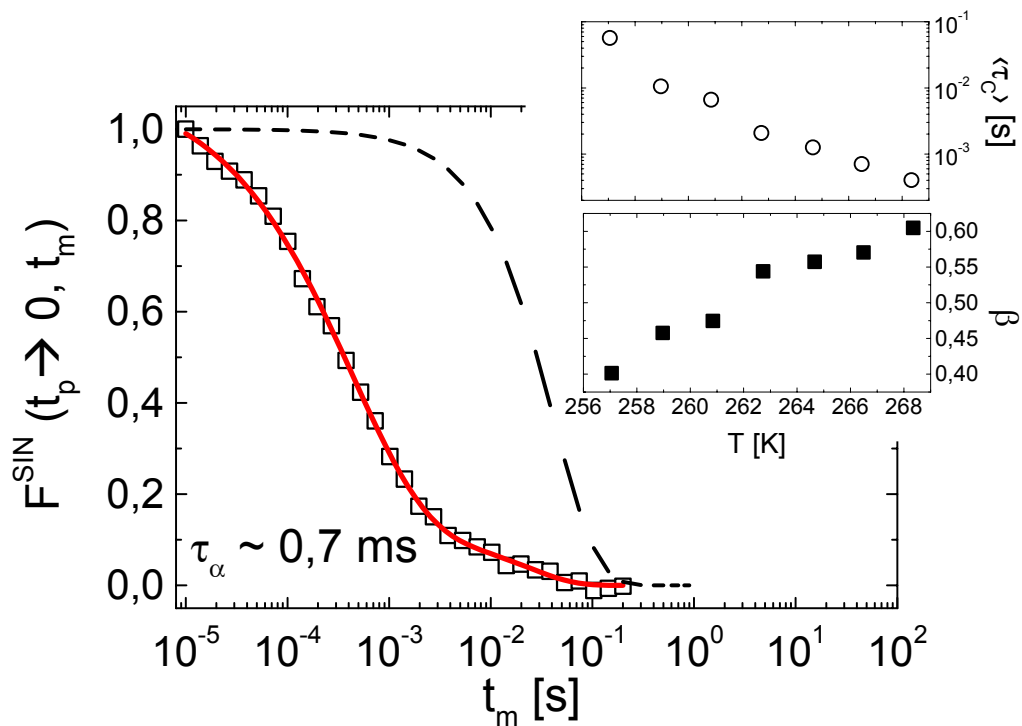 F^SIN (t_p → 0, t_m)
1,0
0,8
0,6
0,4
0,2
0,0
τ_α ~ 0,7 ms
10^-5 10^-4 10^-3 10^-2 10^-1 10^0 10^1 10^2
t_m [s]
10^-1
10^-2
10^-3
⟨τ_C⟩ [s]
0,60
0,55
0,50
0,45
0,40
β
256 258 260 262 264 266 268
T [K]